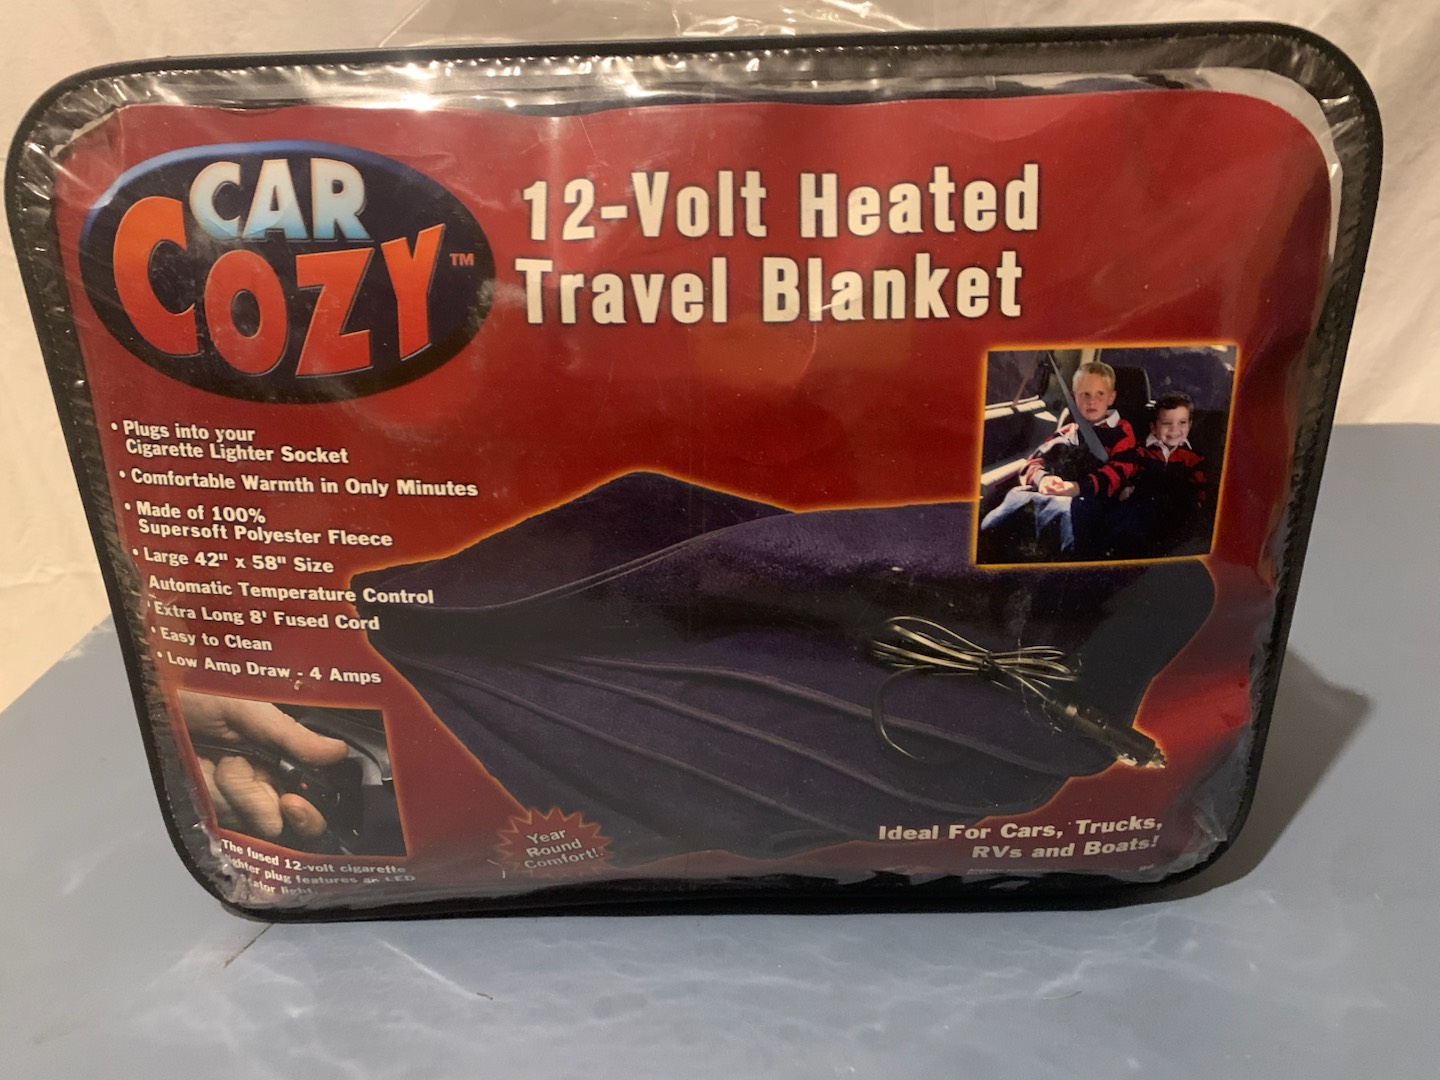 CAR
COZY™
12-Volt Heated
Travel Blanket
• Plugs into your
Cigarette Lighter Socket
• Comfortable Warmth in Only Minutes
• Made of 100%
Supersoft Polyester Fleece
• Large 42" x 58" Size
Automatic Temperature Control
• Extra Long 8' Fused Cord
• Easy to Clean
• Low Amp Draw - 4 Amps
The fused 12-volt cigarette
lighter plug features an LED
light.
Year
Round
Comfort!
Ideal For Cars, Trucks,
RVs and Boats!